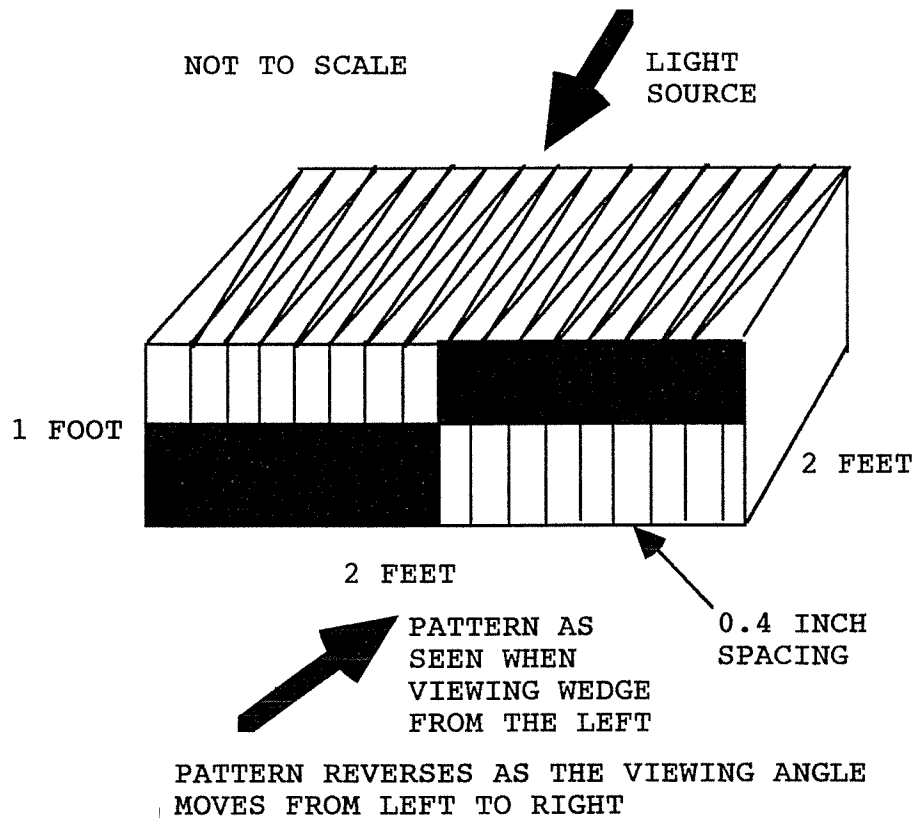 NOT TO SCALE
LIGHT
SOURCE
1 FOOT
2 FEET
2 FEET
PATTERN AS
SEEN WHEN
VIEWING WEDGE
FROM THE LEFT
0.4 INCH
SPACING
PATTERN REVERSES AS THE VIEWING ANGLE
MOVES FROM LEFT TO RIGHT